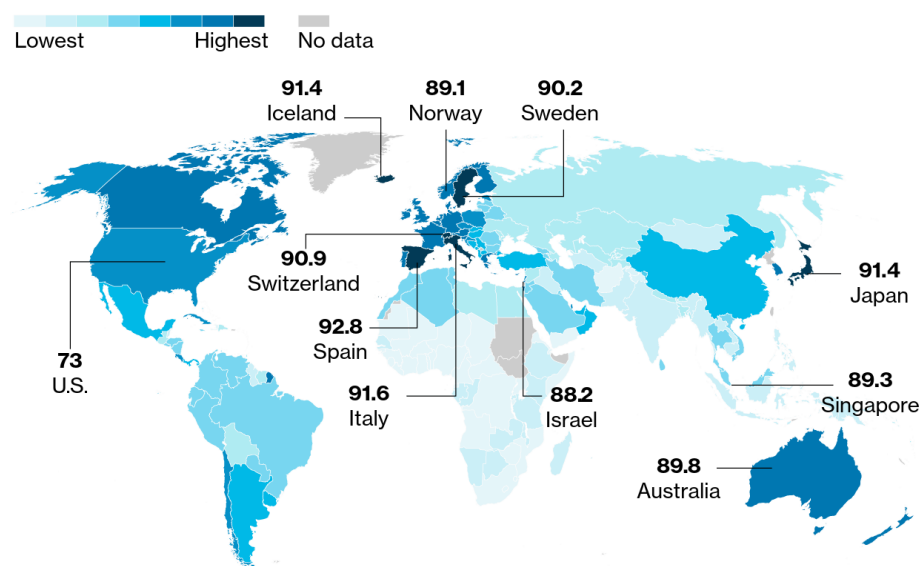 Lowest
Highest
No data
91.4
Iceland
89.1
Norway
90.2
Sweden
90.9
Switzerland
91.4
Japan
92.8
Spain
73
U.S.
91.6
Italy
88.2
Israel
89.3
Singapore
89.8
Australia